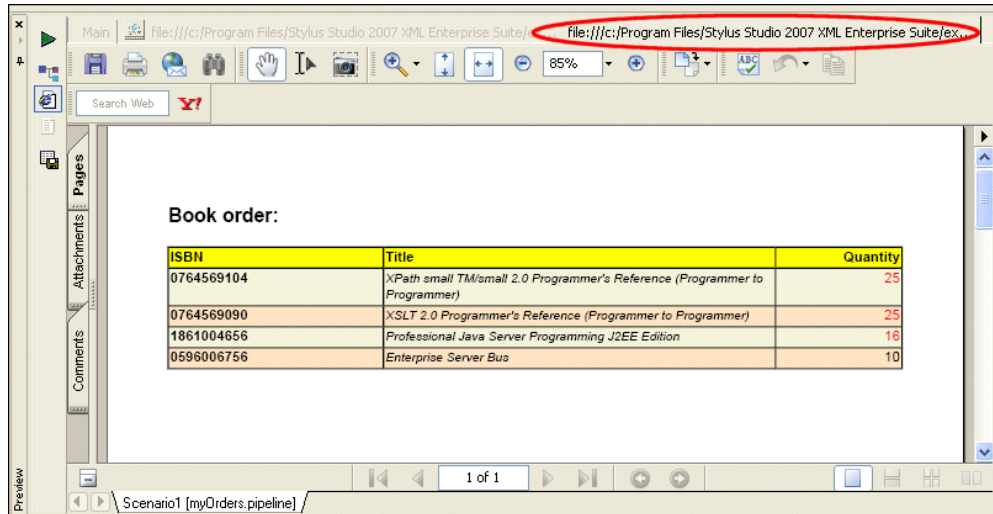 Main file:///c:/Program Files/Stylus Studio 2007 XML Enterprise Suite/e... file:///c:/Program Files/Stylus Studio 2007 XML Enterprise Suite/ex...
85% ABC
Search Web Y!
Pages
Attachments
Comments
Book order:
ISBN Title Quantity
0764569104 XPath small TM/small 2.0 Programmer's Reference (Programmer to 25
Programmer)
0764569090 XSLT 2.0 Programmer's Reference (Programmer to Programmer) 25
1861004656 Professional Java Server Programming J2EE Edition 16
0596006756 Enterprise Server Bus 10
1 of 1
Preview
Scenario1 [myOrders.pipeline]